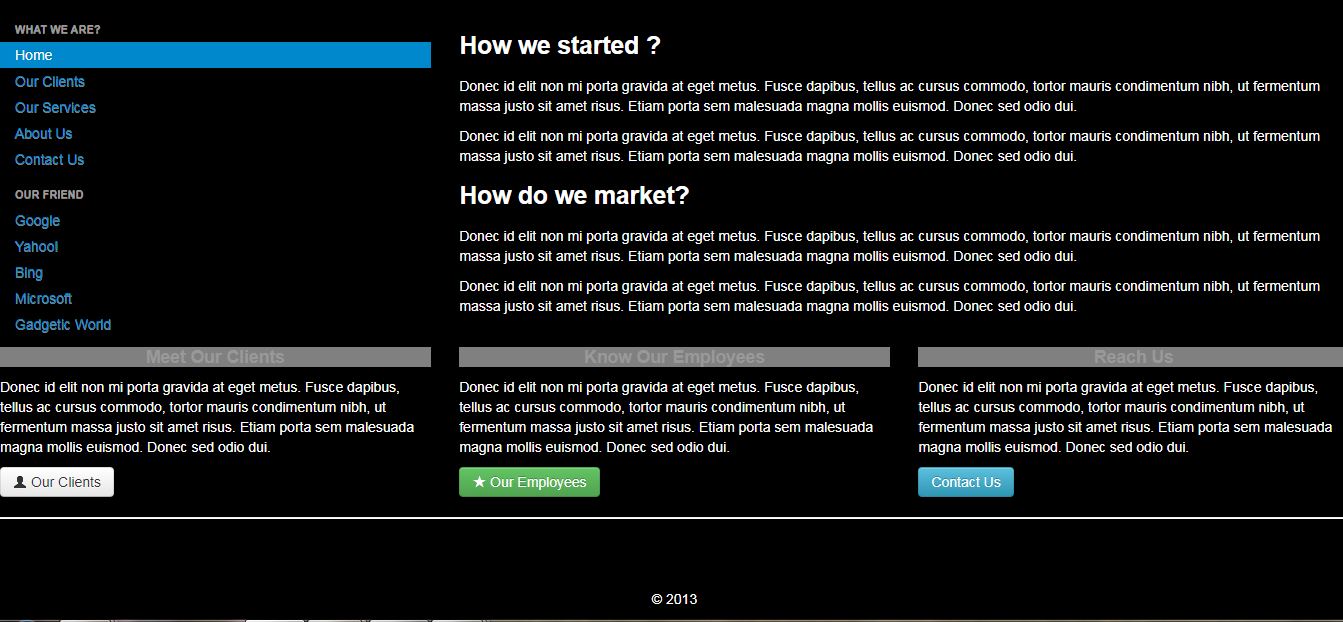 WHAT WE ARE?
Home
Our Clients
Our Services
About Us
Contact Us
OUR FRIEND
Google
Yahoo!
Bing
Microsoft
Gadgetic World
How we started ?
Donec id elit non mi porta gravida at eget metus. Fusce dapibus, tellus ac cursus commodo, tortor mauris condimentum nibh, ut fermentum
massa justo sit amet risus. Etiam porta sem malesuada magna mollis euismod. Donec sed odio dui.
Donec id elit non mi porta gravida at eget metus. Fusce dapibus, tellus ac cursus commodo, tortor mauris condimentum nibh, ut fermentum
massa justo sit amet risus. Etiam porta sem malesuada magna mollis euismod. Donec sed odio dui.
How do we market?
Donec id elit non mi porta gravida at eget metus. Fusce dapibus, tellus ac cursus commodo, tortor mauris condimentum nibh, ut fermentum
massa justo sit amet risus. Etiam porta sem malesuada magna mollis euismod. Donec sed odio dui.
Donec id elit non mi porta gravida at eget metus. Fusce dapibus, tellus ac cursus commodo, tortor mauris condimentum nibh, ut fermentum
massa justo sit amet risus. Etiam porta sem malesuada magna mollis euismod. Donec sed odio dui.
Meet Our Clients
Donec id elit non mi porta gravida at eget metus. Fusce dapibus,
tellus ac cursus commodo, tortor mauris condimentum nibh, ut
fermentum massa justo sit amet risus. Etiam porta sem malesuada
magna mollis euismod. Donec sed odio dui.
Our Clients
Know Our Employees
Donec id elit non mi porta gravida at eget metus. Fusce dapibus,
tellus ac cursus commodo, tortor mauris condimentum nibh, ut
fermentum massa justo sit amet risus. Etiam porta sem malesuada
magna mollis euismod. Donec sed odio dui.
Our Employees
Reach Us
Donec id elit non mi porta gravida at eget metus. Fusce dapibus,
tellus ac cursus commodo, tortor mauris condimentum nibh, ut
fermentum massa justo sit amet risus. Etiam porta sem malesuada
magna mollis euismod. Donec sed odio dui.
Contact Us
© 2013